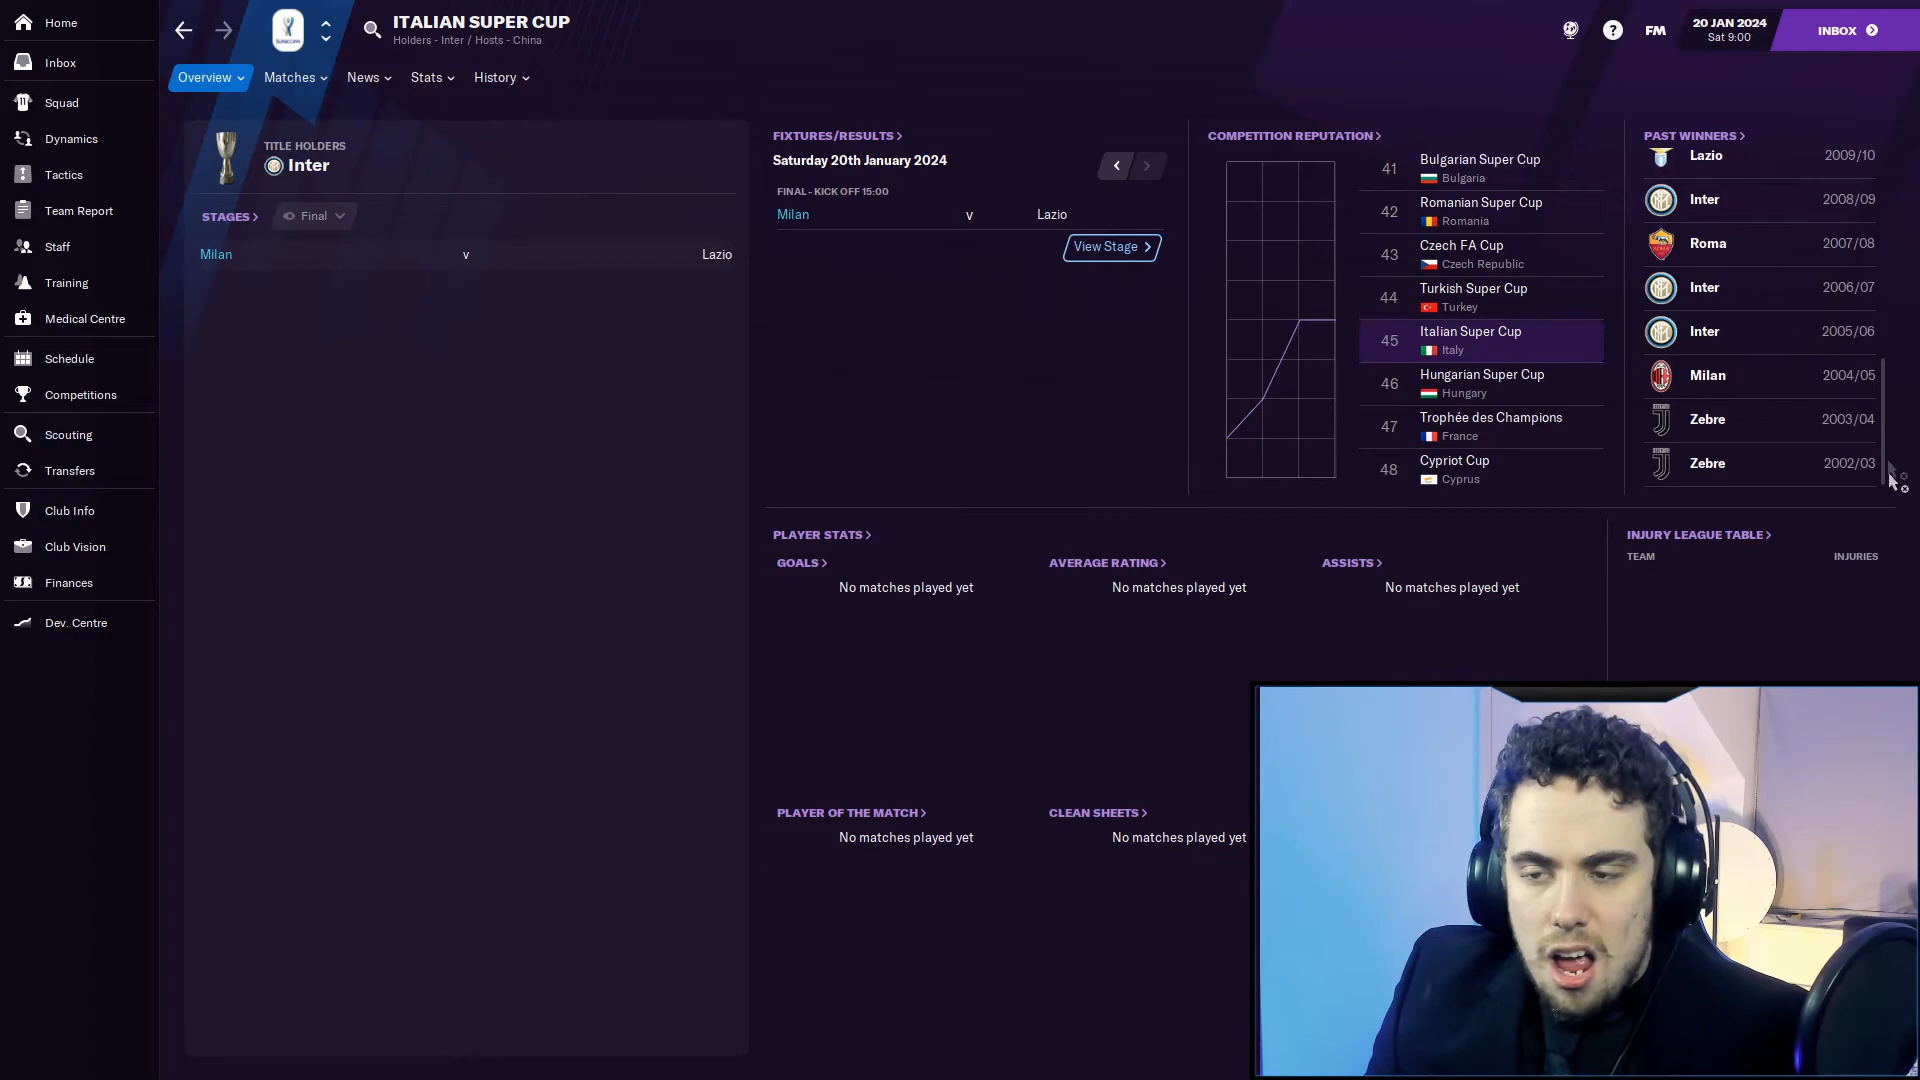 Home
Inbox
Squad
Dynamics
Tactics
Team Report
Staff
Training
Medical Centre
Schedule
Competitions
Scouting
Transfers
Club Info
Club Vision
Finances
Dev. Centre
ITALIAN SUPER CUP
Holders - Inter / Hosts - China
FM
20 JAN 2024
Sat 9:00
INBOX
Overview
Matches
News
Stats
History
TITLE HOLDERS
Inter
STAGES
Final
Milan v Lazio
FIXTURES/RESULTS
Saturday 20th January 2024
FINAL - KICK OFF 15:00
Milan v Lazio
View Stage
COMPETITION REPUTATION
41 Bulgarian Super Cup
Bulgaria
42 Romanian Super Cup
Romania
43 Czech FA Cup
Czech Republic
44 Turkish Super Cup
Turkey
45 Italian Super Cup
Italy
46 Hungarian Super Cup
Hungary
47 Trophée des Champions
France
48 Cypriot Cup
Cyprus
PAST WINNERS
Lazio 2009/10
Inter 2008/09
Roma 2007/08
Inter 2006/07
Inter 2005/06
Milan 2004/05
Zebre 2003/04
Zebre 2002/03
PLAYER STATS
GOALS
No matches played yet
AVERAGE RATING
No matches played yet
ASSISTS
No matches played yet
PLAYER OF THE MATCH
No matches played yet
CLEAN SHEETS
No matches played yet
INJURY LEAGUE TABLE
TEAM INJURIES